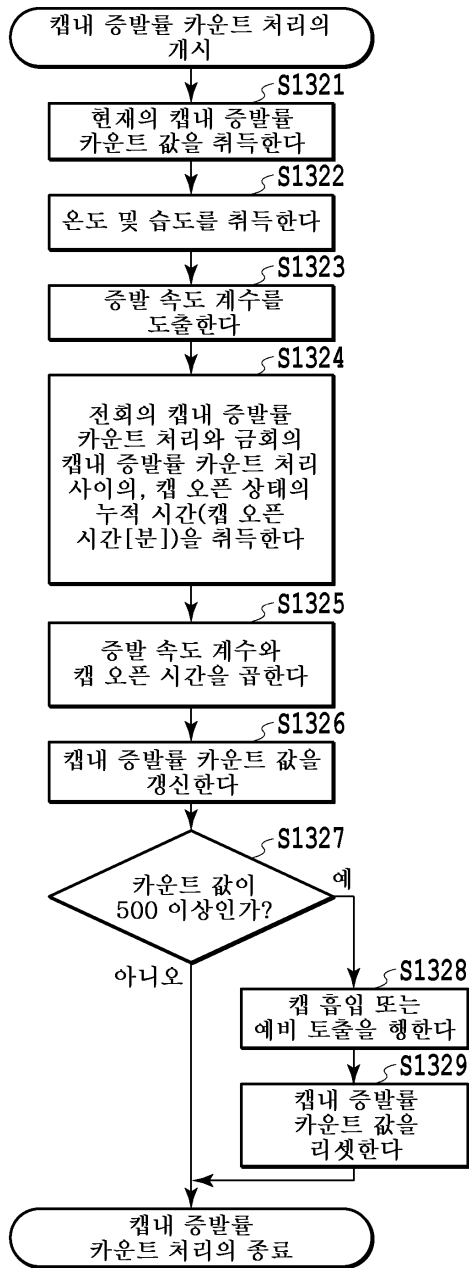 캡내 증발률 카운트 처리의
개시
S1321
현재의 캡내 증발률
카운트 값을 취득한다
S1322
온도 및 습도를 취득한다
S1323
증발 속도 계수를
도출한다
S1324
전회의 캡내 증발률
카운트 처리와 금회의
캡내 증발률 카운트 처리
사이의, 캡 오픈 상태의
누적 시간(캡 오픈
시간[분])을 취득한다
S1325
증발 속도 계수와
캡 오픈 시간을 곱한다
S1326
캡내 증발률 카운트 값을
갱신한다
S1327
카운트 값이
500 이상인가?
예
아니오
S1328
캡 흡입 또는
예비 토출을 행한다
S1329
캡내 증발률
카운트 값을
리셋한다
캡내 증발률
카운트 처리의 종료